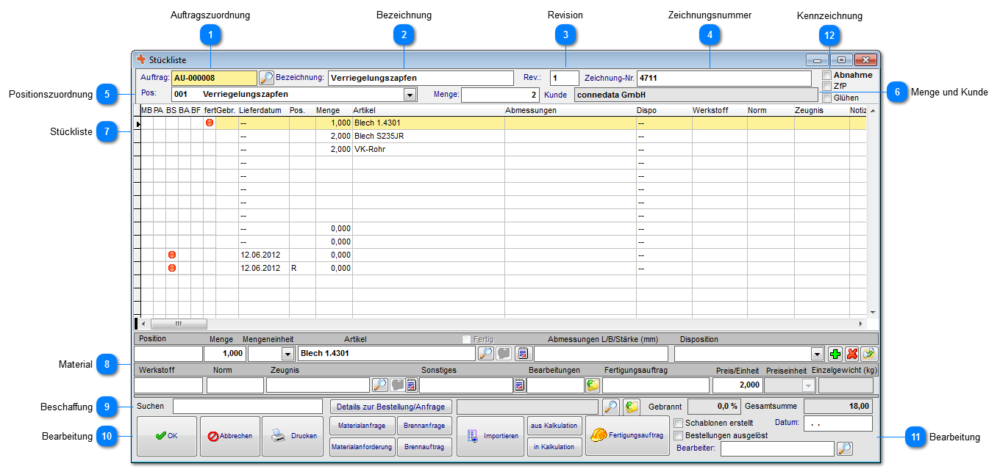 Auftragszuordnung Bezeichnung Revision Zeichnungsnummer Kennzeichnung
1 2 3 4 12
Stückliste
Auftrag: AU-000008 Bezeichnung: Verriegelungszapfen Rev.: 1 Zeichnung-Nr. 4711 Abnahme
ZfP
Positionszuordnung 5 Pos: 001 Verriegelungszapfen Menge: 2 Kunde conndedata GmbH 6 Menge und Kunde
Glühen
MB PA BS BA BF fert Gebr. Lieferdatum Pos. Menge Artikel Abmessungen Dispo Werkstoff Norm Zeugnis Notiz
-- 1,000 Blech 1.4301 --
Stückliste 7 -- 2,000 Blech S235JR --
-- 2,000 VK-Rohr --
-- --
-- --
-- --
-- --
-- --
-- 0,000 --
-- 0,000 --
12.06.2012 0,000 --
12.06.2012 R 0,000 --
Position Menge Mengeneinheit Artikel Fertig Abmessungen L/B/Stärke (mm) Disposition
1,000 Blech 1.4301
Material 8
Werkstoff Norm Zeugnis Sonstiges Bearbeitungen Fertigungsauftrag Preis/Einheit Preiseinheit Einzelgewicht (kg)
2,000
Beschaffung 9 Suchen Details zur Bestellung/Anfrage Gebrannt 0,0 % Gesamtsumme 18,00
Materialanfrage Brennanfrage aus Kalkulation Schablonen erstellt Datum: . .
Bearbeitung 10 OK Abbrechen Drucken Importieren Fertigungsauftrag Bestellungen ausgelöst 11 Bearbeitung
Materialanforderung Brennauftrag in Kalkulation Bearbeiter: